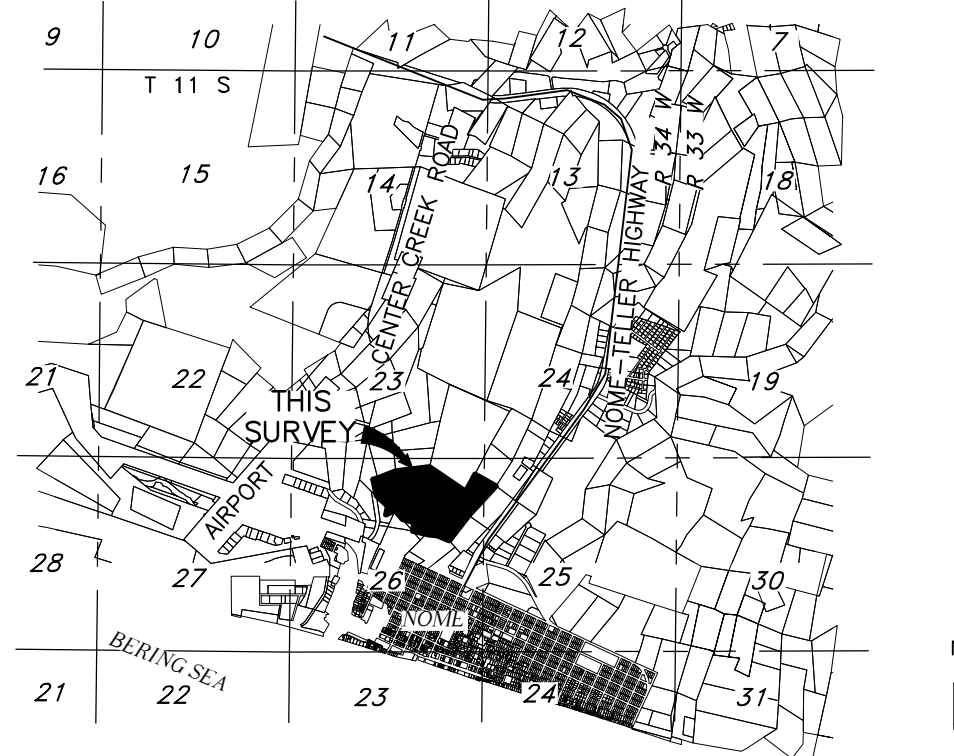 9 10 11 12 7
T 11 S
R 34 W
R 33 W
16 15 14 13 18
CENTER CREEK ROAD
NOME-TELLER HIGHWAY
21 22 23 24 19
THIS
SURVEY
AIRPORT
28 27 26 25 30
NOME
BERING SEA
21 22 23 24 31